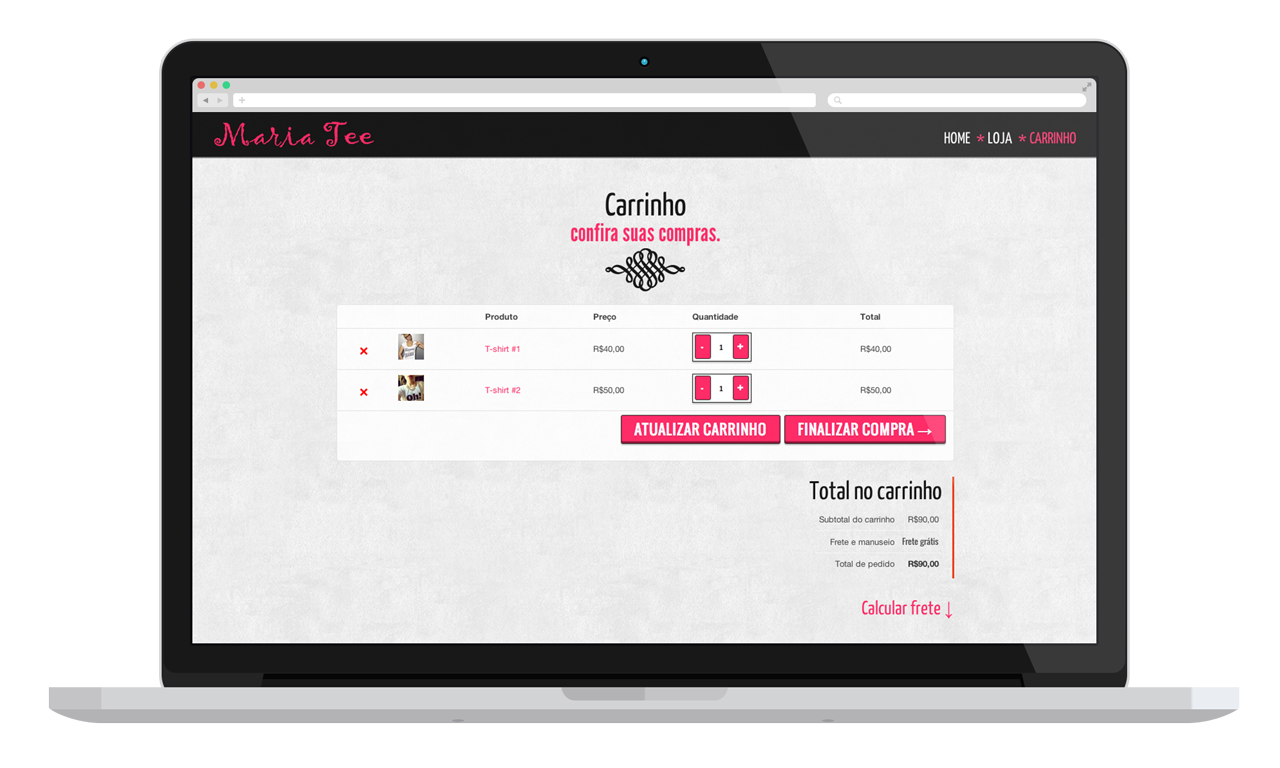 Maria Tee
HOME * LOJA * CARRINHO
Carrinho
confira suas compras.
Produto Preço Quantidade Total
× T-shirt #1 R$40,00 - 1 + R$40,00
× T-shirt #2 R$50,00 - 1 + R$50,00
ATUALIZAR CARRINHO FINALIZAR COMPRA →
Total no carrinho
Subtotal do carrinho R$90,00
Frete e manuseio Frete grátis
Total de pedido R$90,00
Calcular frete ↓